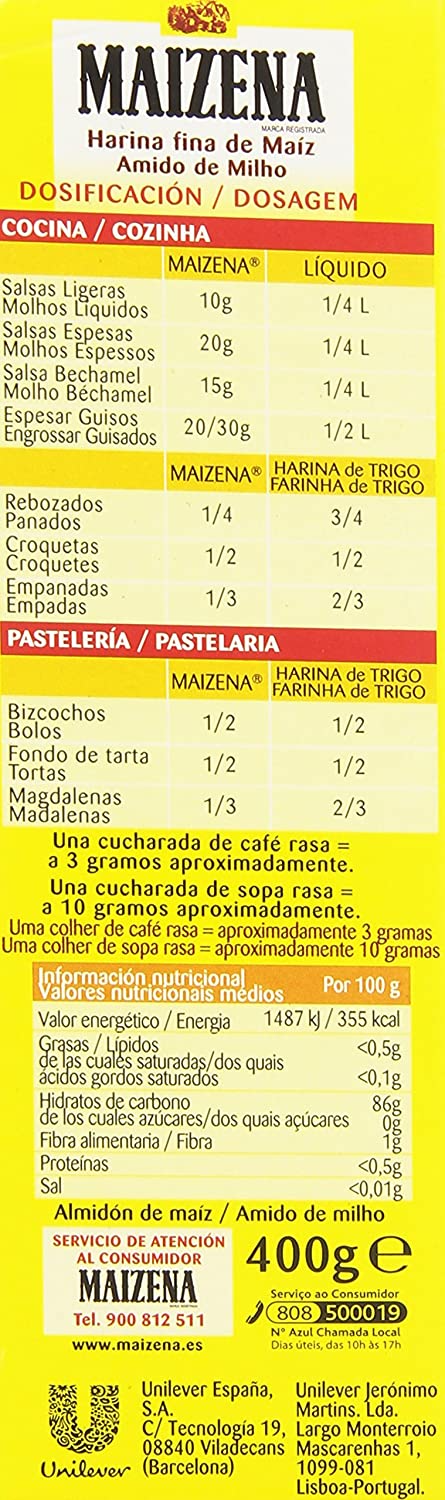 MAIZENA
MARCA REGISTRADA
Harina fina de Maíz
Amido de Milho
DOSIFICACIÓN / DOSAGEM
COCINA / COZINHA
MAIZENA® LÍQUIDO
Salsas Ligeras
Molhos Líquidos 10g 1/4 L
Salsas Espesas
Molhos Espessos 20g 1/4 L
Salsa Bechamel
Molho Béchamel 15g 1/4 L
Espesar Guisos
Engrossar Guisados 20/30g 1/2 L
MAIZENA® HARINA de TRIGO
FARINHA de TRIGO
Rebozados
Panados 1/4 3/4
Croquetas
Croquetes 1/2 1/2
Empanadas
Empadas 1/3 2/3
PASTELERÍA / PASTELARIA
MAIZENA® HARINA de TRIGO
FARINHA de TRIGO
Bizcochos
Bolos 1/2 1/2
Fondo de tarta
Tortas 1/2 1/2
Magdalenas
Madalenas 1/3 2/3
Una cucharada de café rasa =
a 3 gramos aproximadamente.
Una cucharada de sopa rasa =
a 10 gramos aproximadamente.
Uma colher de café rasa = aproximadamente 3 gramas
Uma colher de sopa rasa = aproximadamente 10 gramas
Información nutricional
Valores nutricionais médios Por 100 g
Valor energético / Energia 1487 kJ / 355 kcal
Grasas / Lípidos <0,5g
de las cuales saturadas/dos quais
ácidos gordos saturados <0,1g
Hidratos de carbono 86g
de los cuales azúcares/dos quais açúcares 0g
Fibra alimentaria / Fibra 1g
Proteínas <0,5g
Sal <0,01g
Almidón de maíz / Amido de milho
SERVICIO DE ATENCIÓN
AL CONSUMIDOR
MAIZENA
Tel. 900 812 511
www.maizena.es
400g e
Serviço ao Consumidor
808 500019
Nº Azul Chamada Local
Dias úteis, das 10h às 17h
Unilever
Unilever España,
S.A.
C/ Tecnología 19,
08840 Viladecans
(Barcelona)
Unilever Jerónimo
Martins. Lda.
Largo Monterroio
Mascarenhas 1,
1099-081
Lisboa-Portugal.